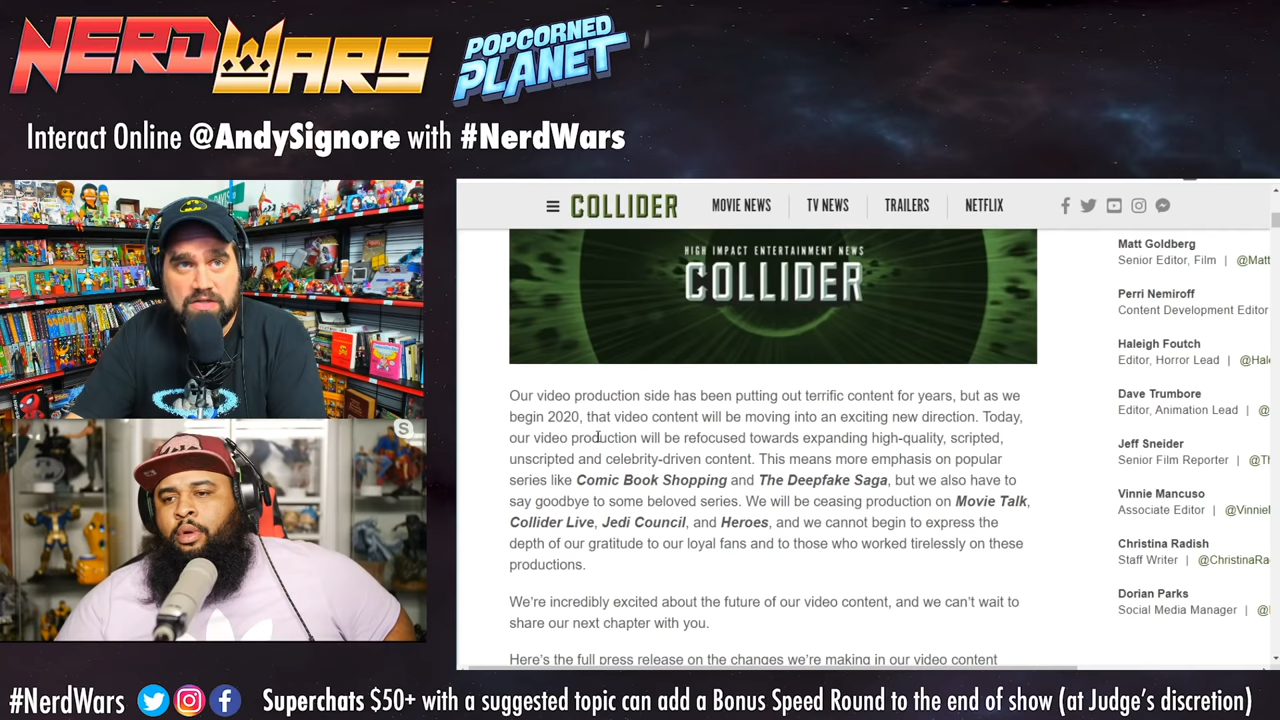 NERD WARS
POPCORNED
PLANET
Interact Online @AndySignore with #NerdWars
COLLIDER
MOVIE NEWS
TV NEWS
TRAILERS
NETFLIX
HIGH IMPACT ENTERTAINMENT NEWS
COLLIDER
Our video production side has been putting out terrific content for years, but as we
begin 2020, that video content will be moving into an exciting new direction. Today,
our video production will be refocused towards expanding high-quality, scripted,
unscripted and celebrity-driven content. This means more emphasis on popular
series like Comic Book Shopping and The Deepfake Saga, but we also have to
say goodbye to some beloved series. We will be ceasing production on Movie Talk,
Collider Live, Jedi Council, and Heroes, and we cannot begin to express the
depth of our gratitude to our loyal fans and to those who worked tirelessly on these
productions.
We're incredibly excited about the future of our video content, and we can't wait to
share our next chapter with you.
Here's the full press release on the changes we're making in our video content
Matt Goldberg
Senior Editor, Film | @Matt
Perri Nemiroff
Content Development Editor
Haleigh Foutch
Editor, Horror Lead | @Hal
Dave Trumbore
Editor, Animation Lead |
Jeff Sneider
Senior Film Reporter | @Th
Vinnie Mancuso
Associate Editor | @Vinnie
Christina Radish
Staff Writer | @ChristinaRa
Dorian Parks
Social Media Manager | @
#NerdWars
Superchats $50+ with a suggested topic can add a Bonus Speed Round to the end of show (at Judge's discretion)